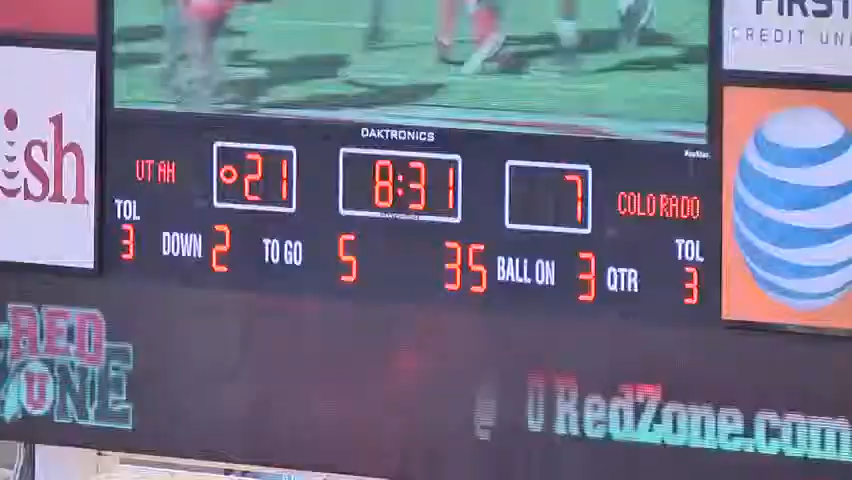 FIRST
CREDIT UNI
DAKTRONICS
ish
UTAH 21 8:31 7 COLORADO
DAKTRONICS
TOL TOL
3 DOWN 2 TO GO 5 35 BALL ON 3 QTR 3
RED
ZONE
U
RedZone.com